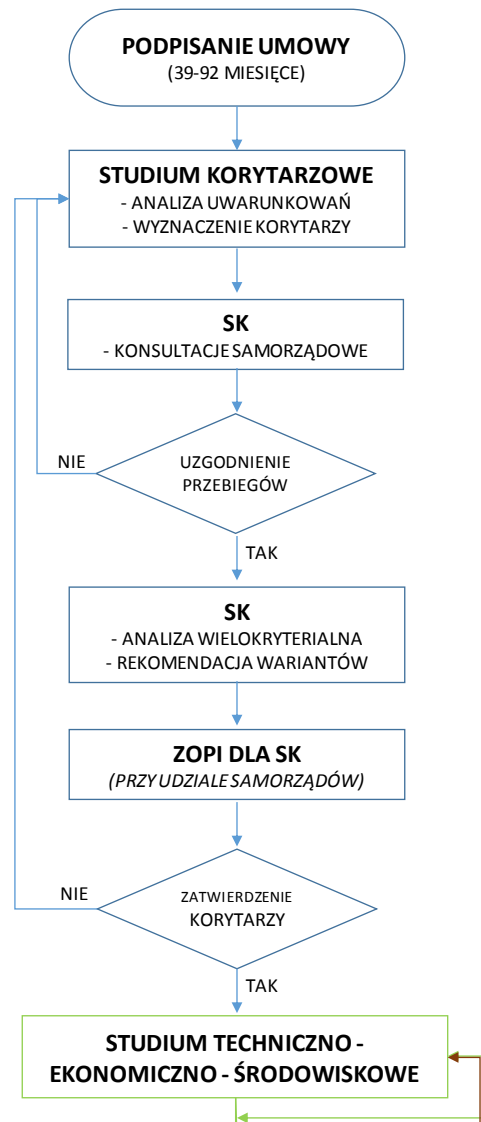 PODPISANIE UMOWY
(39-92 MIESIĘCE)
STUDIUM KORYTARZOWE
- ANALIZA UWARUNKOWAŃ
- WYZNACZENIE KORYTARZY
SK
- KONSULTACJE SAMORZĄDOWE
NIE
UZGODNIENIE
PRZEBIEGÓW
TAK
SK
- ANALIZA WIELOKRYTERIALNA
- REKOMENDACJA WARIANTÓW
ZOPI DLA SK
(PRZY UDZIALE SAMORZĄDÓW)
NIE
ZATWIERDZENIE
KORYTARZY
TAK
STUDIUM TECHNICZNO -
EKONOMICZNO - ŚRODOWISKOWE